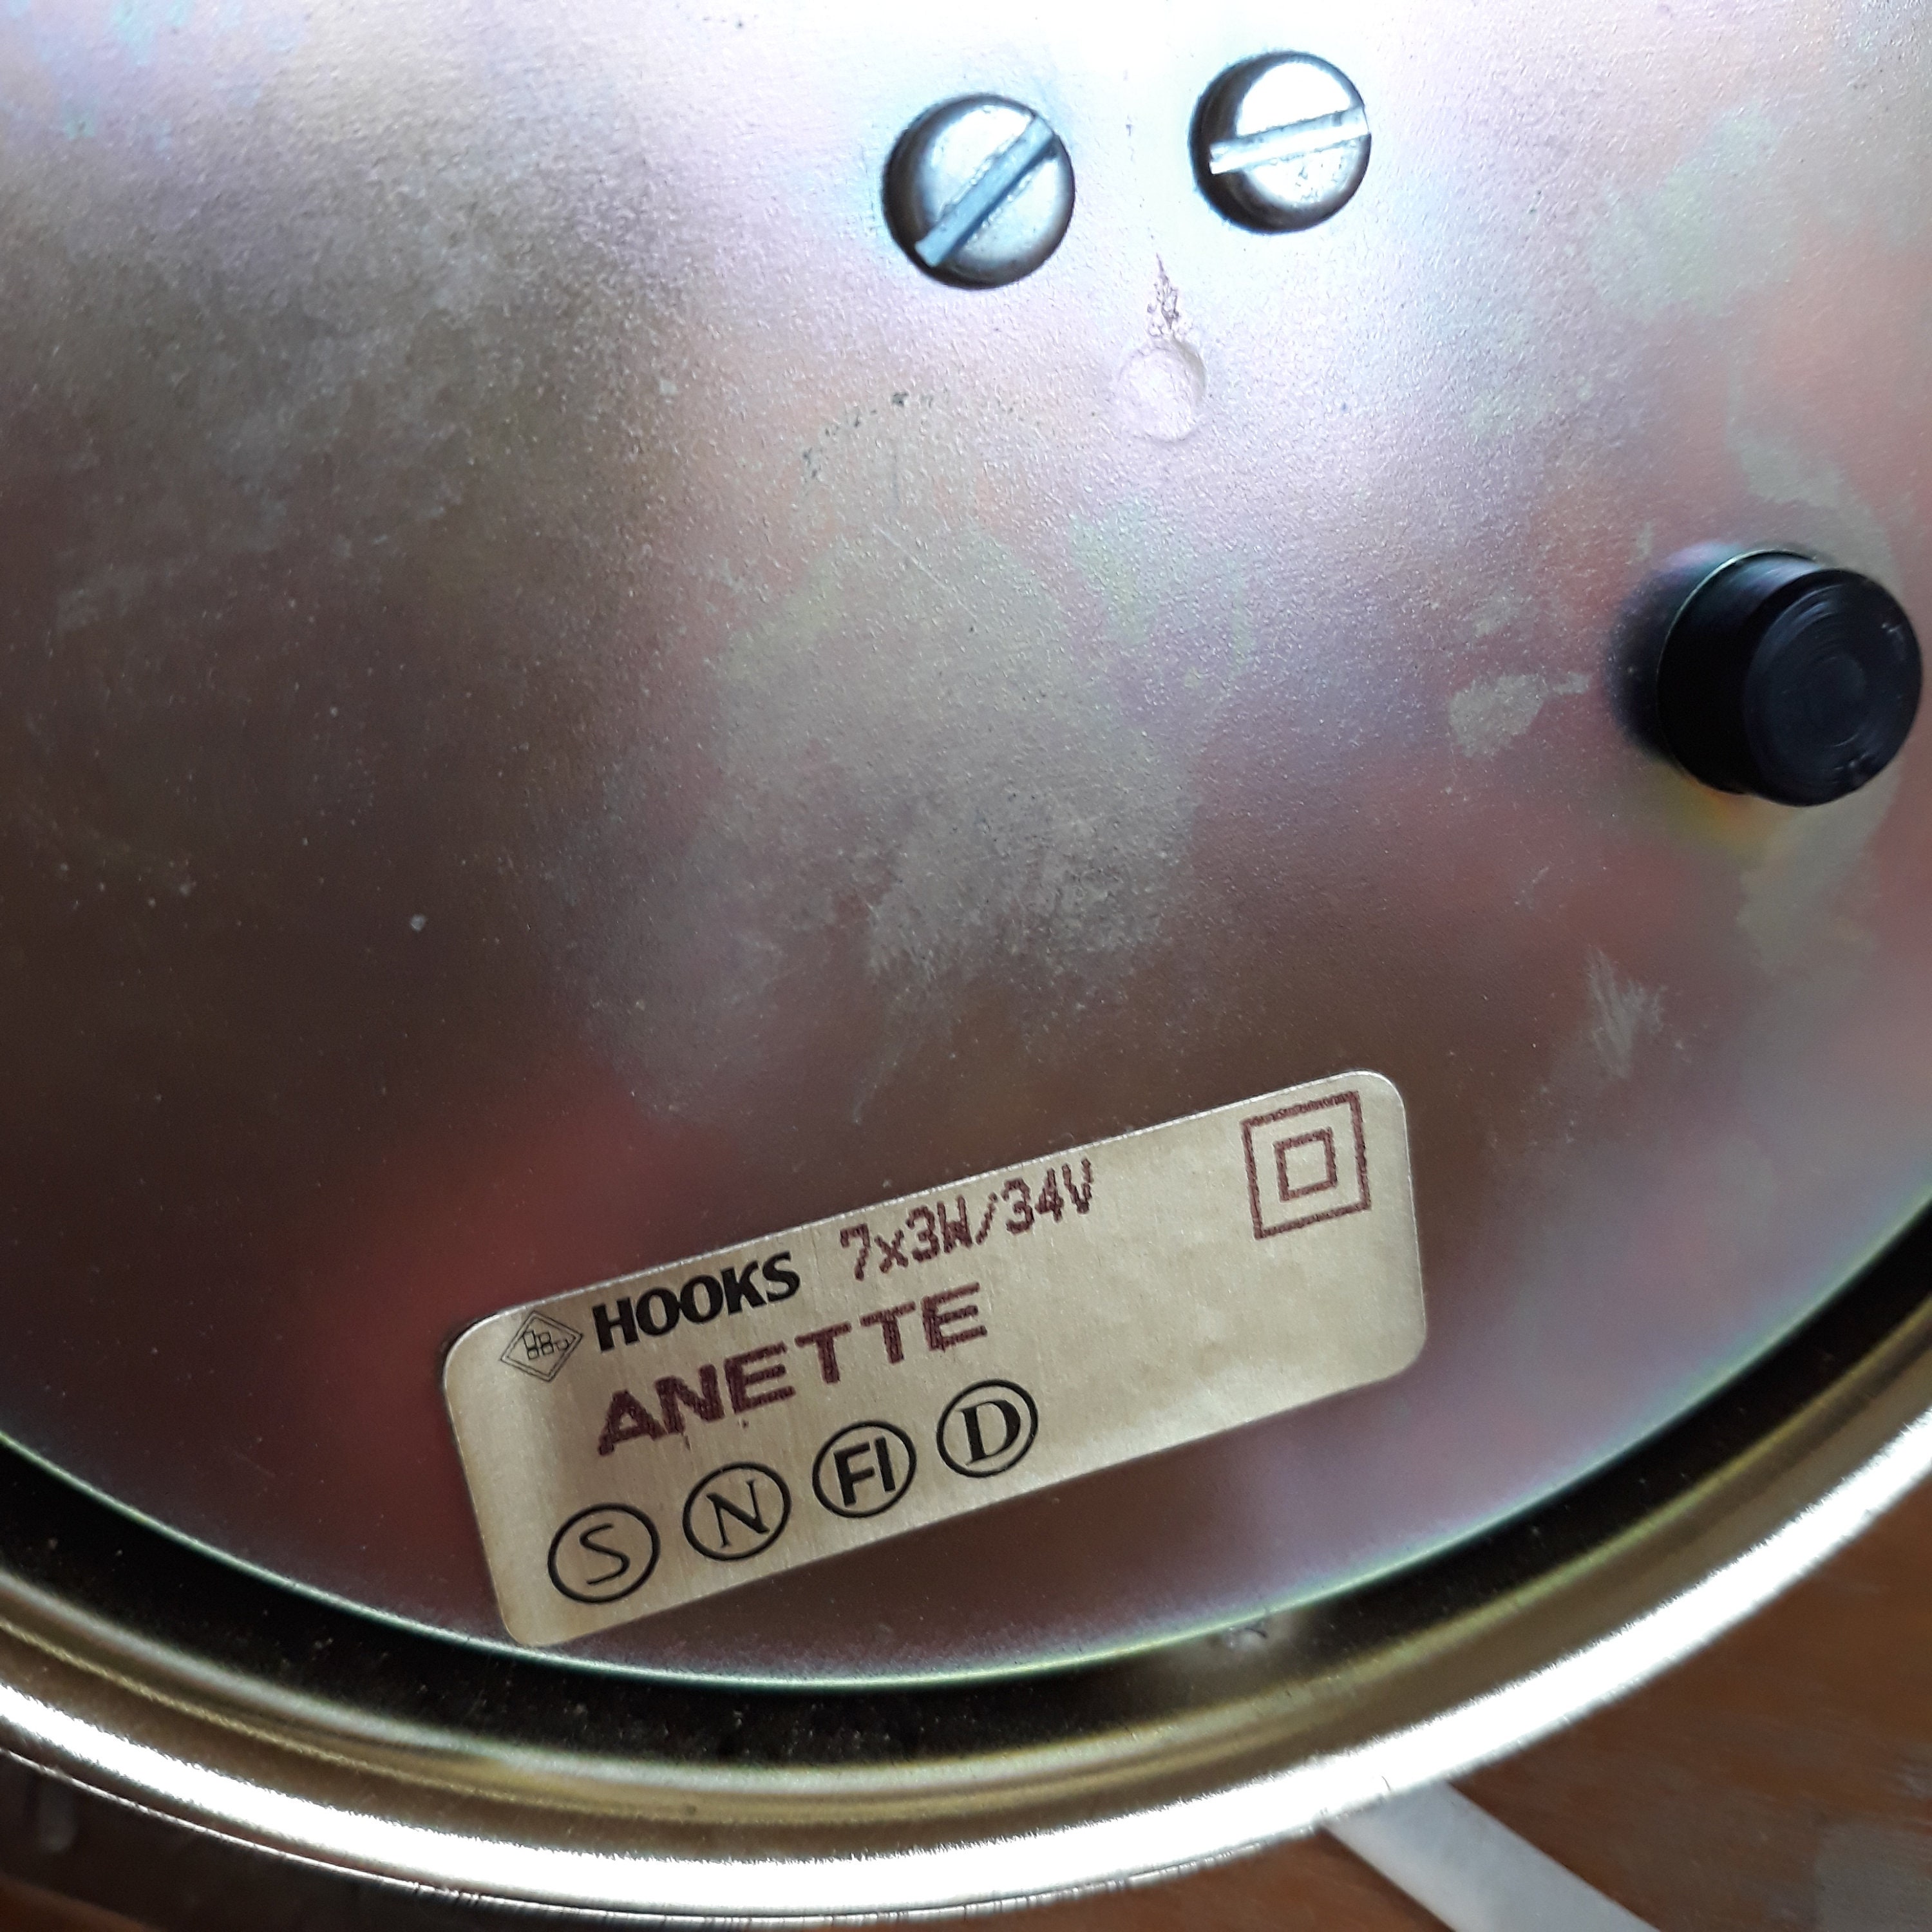 HOOKS 7x3W/34V
ANETTE
S N FI D